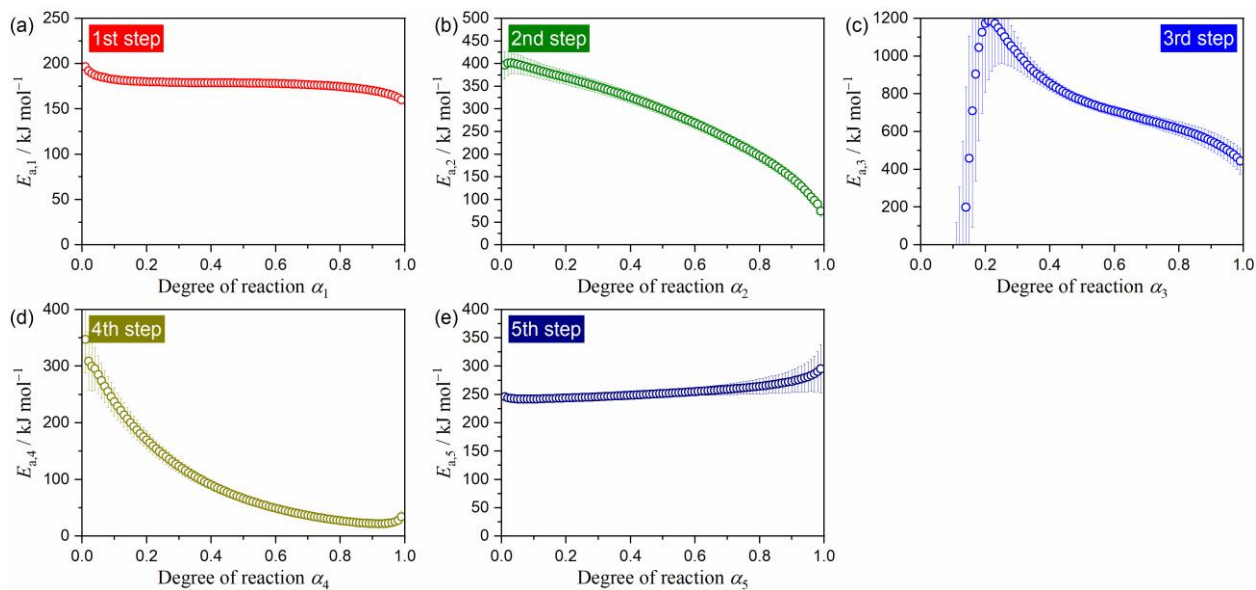 (a)
1st step
250
200
150
100
50
0
E_a,1 / kJ mol⁻¹
0.0 0.2 0.4 0.6 0.8 1.0
Degree of reaction α₁
(b)
2nd step
500
450
400
350
300
250
200
150
100
50
0
E_a,2 / kJ mol⁻¹
0.0 0.2 0.4 0.6 0.8 1.0
Degree of reaction α₂
(c)
3rd step
1200
1000
800
600
400
200
0
E_a,3 / kJ mol⁻¹
0.0 0.2 0.4 0.6 0.8 1.0
Degree of reaction α₃
(d)
4th step
400
300
200
100
0
E_a,4 / kJ mol⁻¹
0.0 0.2 0.4 0.6 0.8 1.0
Degree of reaction α₄
(e)
5th step
400
350
300
250
200
150
100
50
0
E_a,5 / kJ mol⁻¹
0.0 0.2 0.4 0.6 0.8 1.0
Degree of reaction α₅